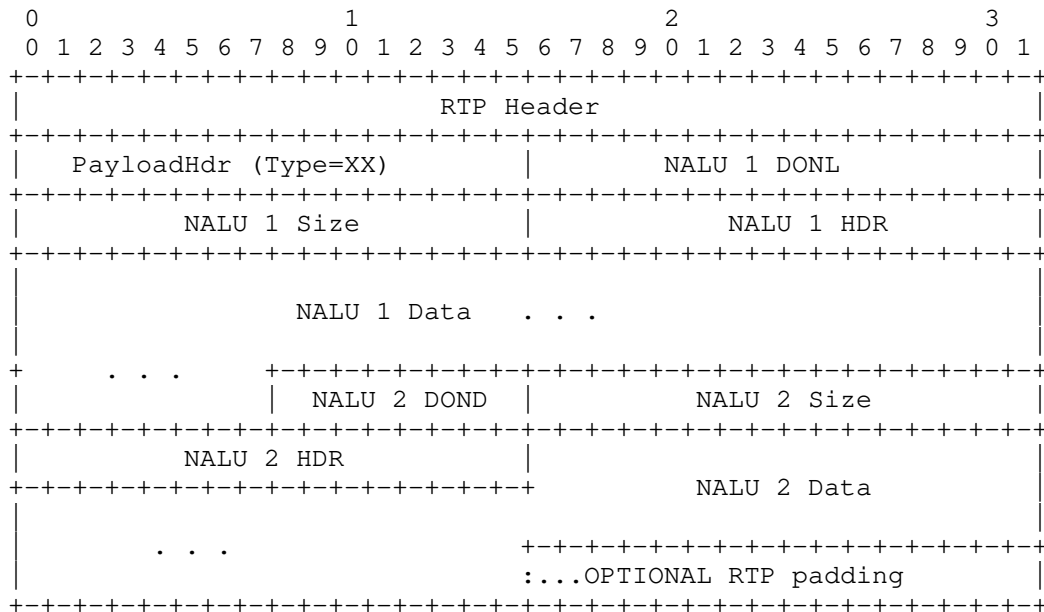 0                   1                   2                   3
0 1 2 3 4 5 6 7 8 9 0 1 2 3 4 5 6 7 8 9 0 1 2 3 4 5 6 7 8 9 0 1
+-+-+-+-+-+-+-+-+-+-+-+-+-+-+-+-+-+-+-+-+-+-+-+-+-+-+-+-+-+-+-+-+
|                          RTP Header                           |
+-+-+-+-+-+-+-+-+-+-+-+-+-+-+-+-+-+-+-+-+-+-+-+-+-+-+-+-+-+-+-+-+
|   PayloadHdr (Type=XX)        |        NALU 1 DONL            |
+-+-+-+-+-+-+-+-+-+-+-+-+-+-+-+-+-+-+-+-+-+-+-+-+-+-+-+-+-+-+-+-+
|          NALU 1 Size          |            NALU 1 HDR         |
+-+-+-+-+-+-+-+-+-+-+-+-+-+-+-+-+-+-+-+-+-+-+-+-+-+-+-+-+-+-+-+-+
|                                                               |
|                 NALU 1 Data   . . .                           |
|                                                               |
+     . . .     +-+-+-+-+-+-+-+-+-+-+-+-+-+-+-+-+-+-+-+-+-+-+-+-+
|               |  NALU 2 DOND  |          NALU 2 Size          |
+-+-+-+-+-+-+-+-+-+-+-+-+-+-+-+-+-+-+-+-+-+-+-+-+-+-+-+-+-+-+-+-+
|          NALU 2 HDR           |                               |
+-+-+-+-+-+-+-+-+-+-+-+-+-+-+-+-+          NALU 2 Data          |
|                                                               |
|        . . .                  +-+-+-+-+-+-+-+-+-+-+-+-+-+-+-+-+
|                               :...OPTIONAL RTP padding        |
+-+-+-+-+-+-+-+-+-+-+-+-+-+-+-+-+-+-+-+-+-+-+-+-+-+-+-+-+-+-+-+-+